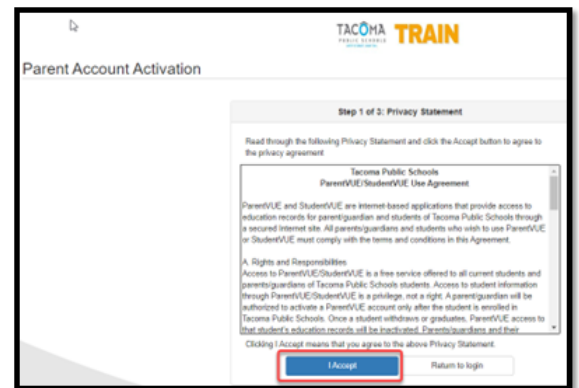 TACOMA
PUBLIC SCHOOLS
TRAIN
Parent Account Activation
Step 1 of 3: Privacy Statement
Read through the following Privacy Statement and click the Accept button to agree to
the privacy agreement
Tacoma Public Schools
ParentVUE/StudentVUE Use Agreement
ParentVUE and StudentVUE are internet-based applications that provide access to
education records for parent/guardian and students of Tacoma Public Schools through
a secured Internet site. All parents/guardians and students who wish to use ParentVUE
or StudentVUE must comply with the terms and conditions in this Agreement.
A. Rights and Responsibilities
Access to ParentVUE/StudentVUE is a free service offered to all current students and
parents/guardians of Tacoma Public Schools students. Access to student information
through ParentVUE/StudentVUE is a privilege, not a right. A parent/guardian will be
authorized to activate a ParentVUE account only after the student is enrolled in
Tacoma Public Schools. Once a student withdraws or graduates, ParentVUE access to
that student's education records will be inactivated. Parents/guardians and their
Clicking I Accept means that you agree to the above Privacy Statement.
I Accept
Return to login